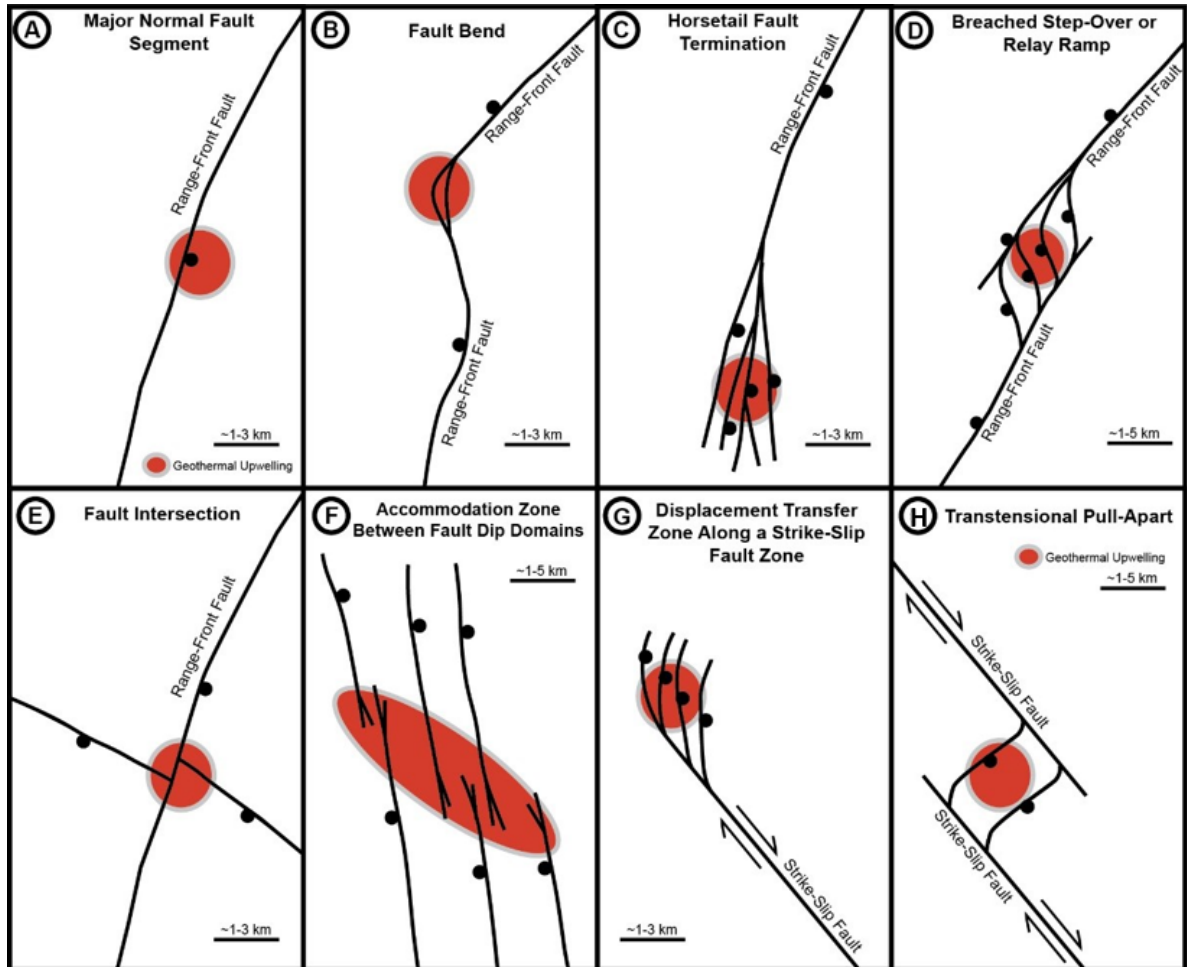 A
Major Normal Fault
Segment
Range-Front Fault
~1-3 km
Geothermal Upwelling
B
Fault Bend
Range-Front Fault
Range-Front Fault
~1-3 km
C
Horsetail Fault
Termination
Range-Front Fault
~1-3 km
D
Breached Step-Over or
Relay Ramp
Range-Front Fault
Range-Front Fault
~1-5 km
E
Fault Intersection
Range-Front Fault
~1-3 km
F
Accommodation Zone
Between Fault Dip Domains
~1-5 km
G
Displacement Transfer
Zone Along a Strike-Slip
Fault Zone
Strike-Slip Fault
~1-3 km
H
Transtensional Pull-Apart
Geothermal Upwelling
~1-5 km
Strike-Slip Fault
Strike-Slip Fault